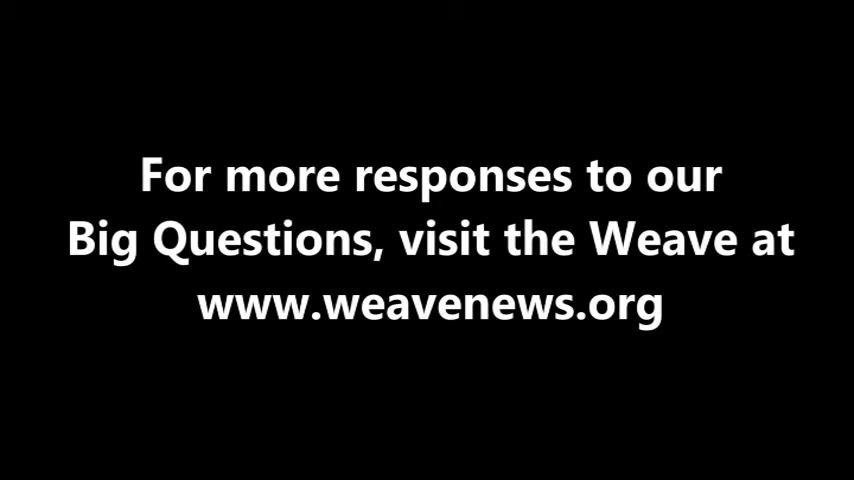 For more responses to our
Big Questions, visit the Weave at
www.weavenews.org